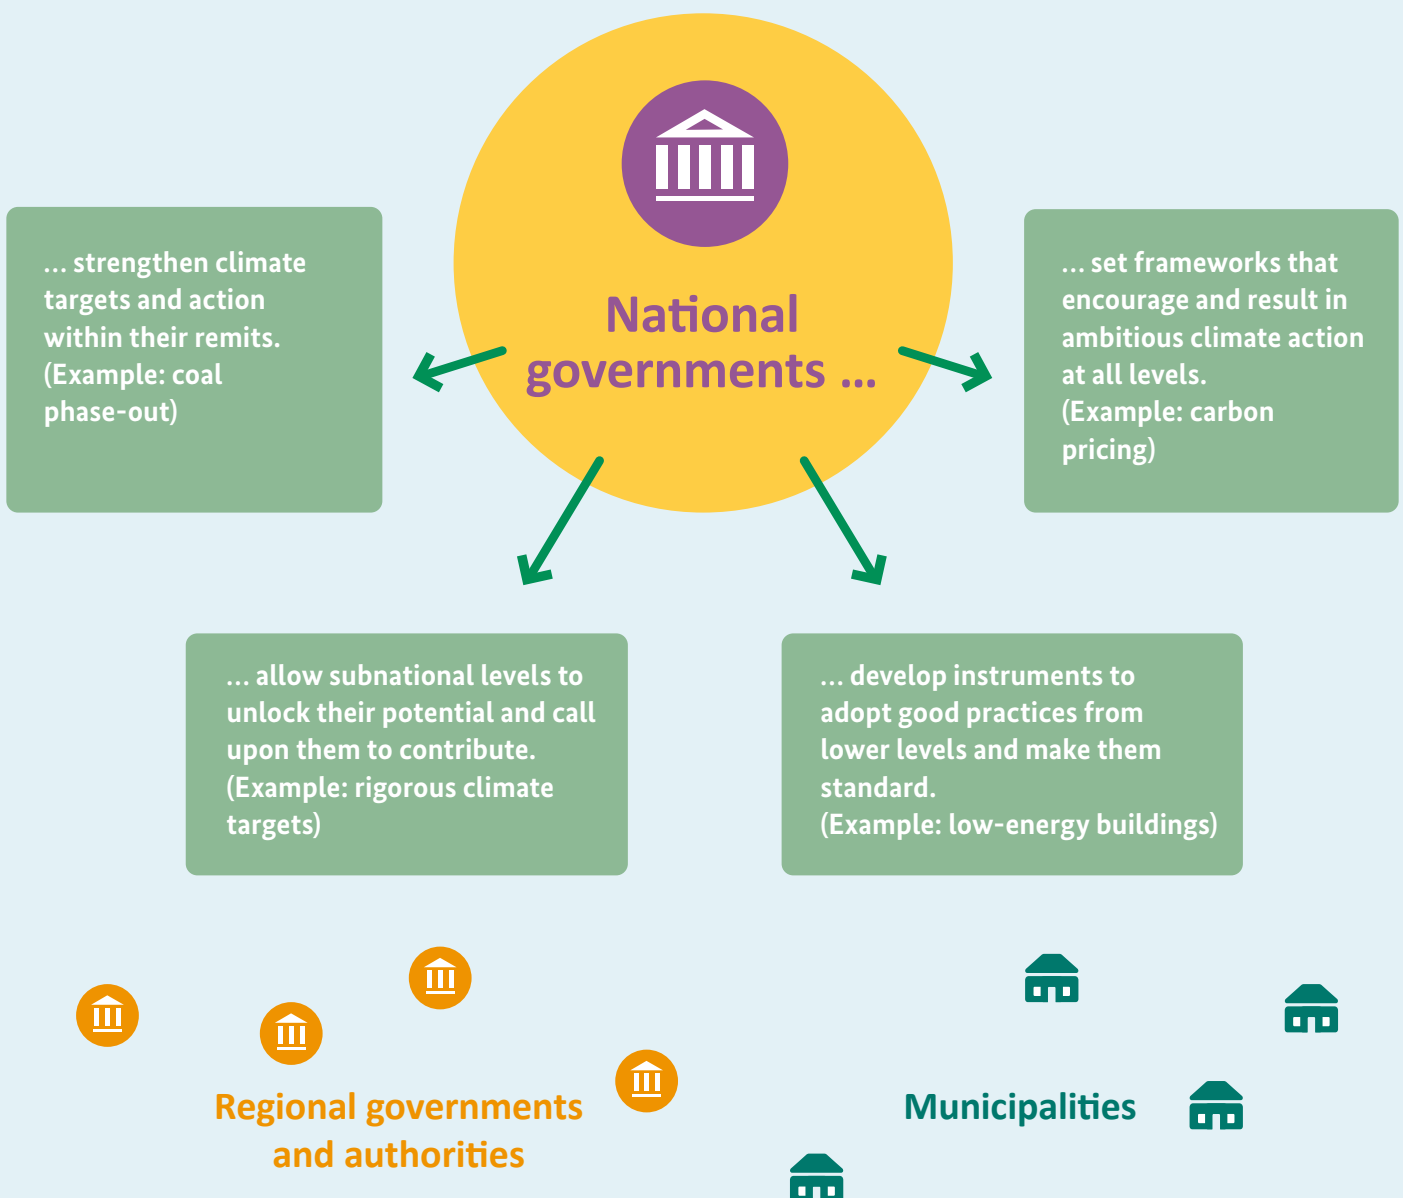 National
governments ...
... strengthen climate
targets and action
within their remits.
(Example: coal
phase-out)
... set frameworks that
encourage and result in
ambitious climate action
at all levels.
(Example: carbon
pricing)
... allow subnational levels to
unlock their potential and call
upon them to contribute.
(Example: rigorous climate
targets)
... develop instruments to
adopt good practices from
lower levels and make them
standard.
(Example: low-energy buildings)
Regional governments
and authorities
Municipalities